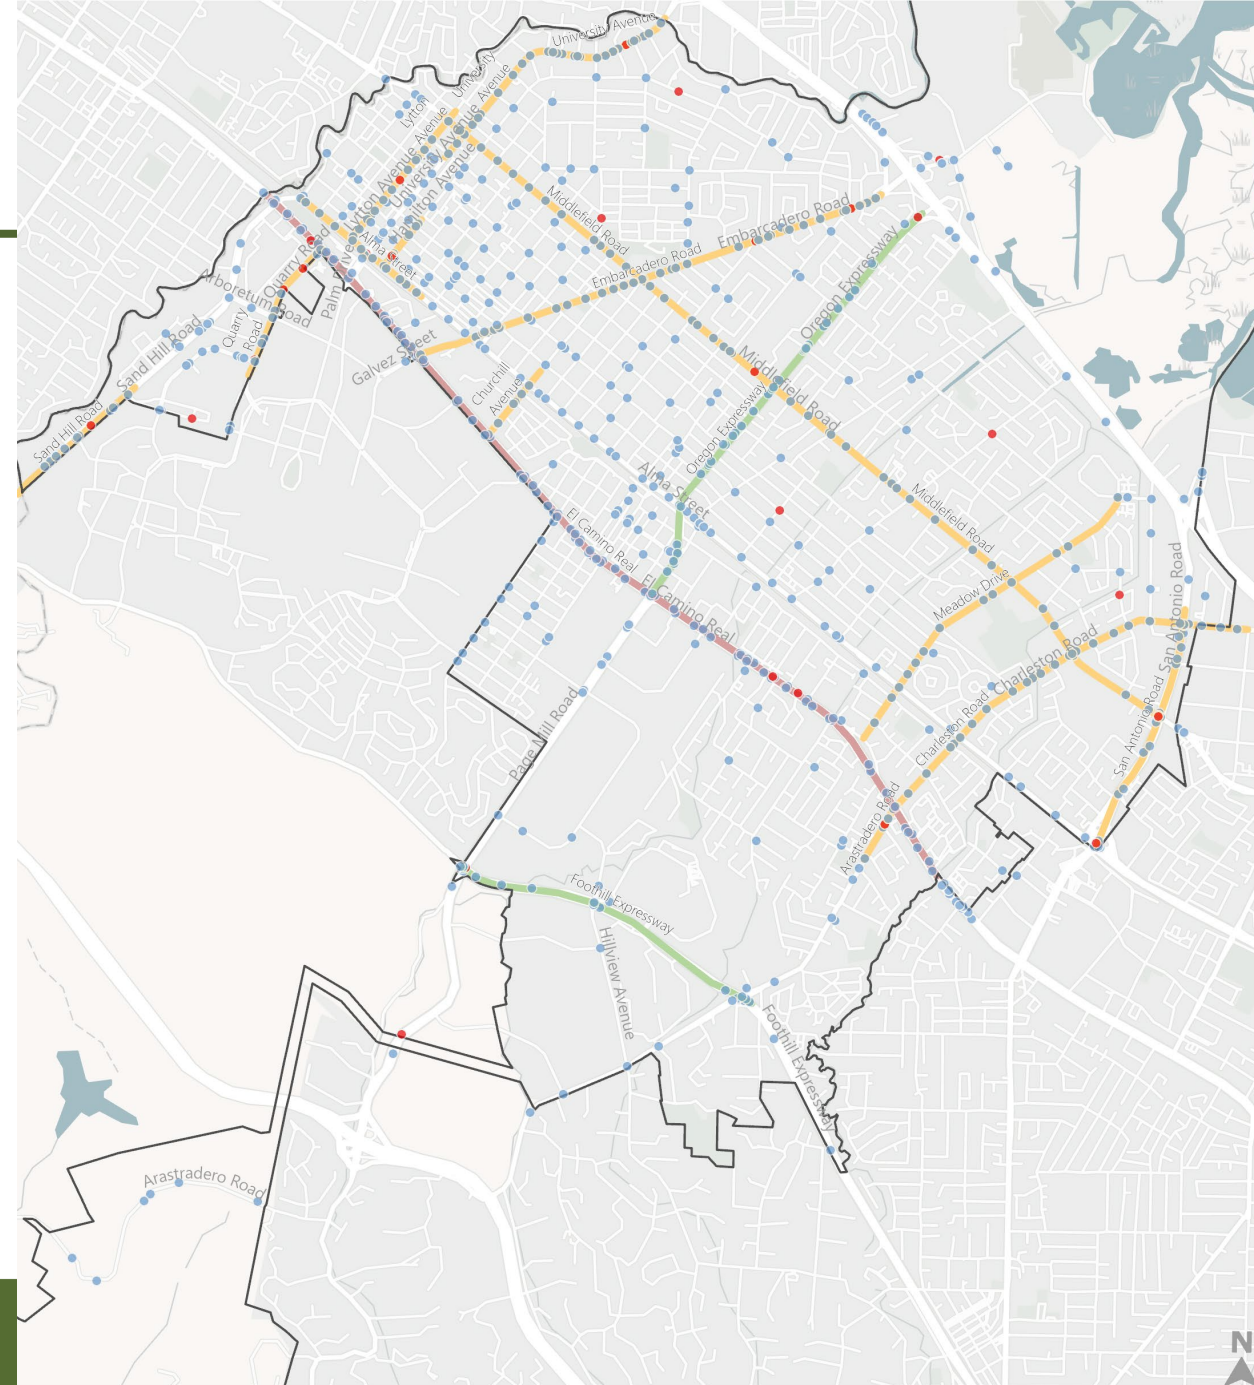 University Avenue
University
Avenue
Lytton
Lytton Avenue
Avenue
University Avenue
Hamilton Avenue
Alma Street
Middlefield Road
Embarcadero Road
Embarcadero Road
Quarry Road
Arboretum Road
Palm Drive
Quarry
Road
Sand Hill Road
Sand Hill Road
Galvez Street
Churchill
Avenue
Oregon Expressway
Middlefield Road
Oregon Expressway
Alma Street
Middlefield Road
El Camino Real
El Camino Real
Meadow Drive
San Antonio Road
Charleston Road
Charleston Road
San Antonio Road
Page Mill Road
Arastradero Road
Foothill Expressway
Hillview Avenue
Foothill Expressway
Arastradero Road
N